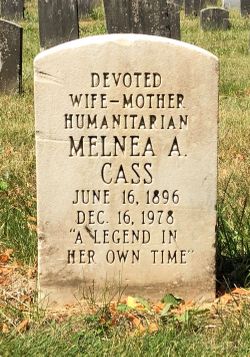 DEVOTED
WIFE–MOTHER
HUMANITARIAN
MELNEA A.
CASS
JUNE 16, 1896
DEC. 16, 1978
"A LEGEND IN
HER OWN TIME"